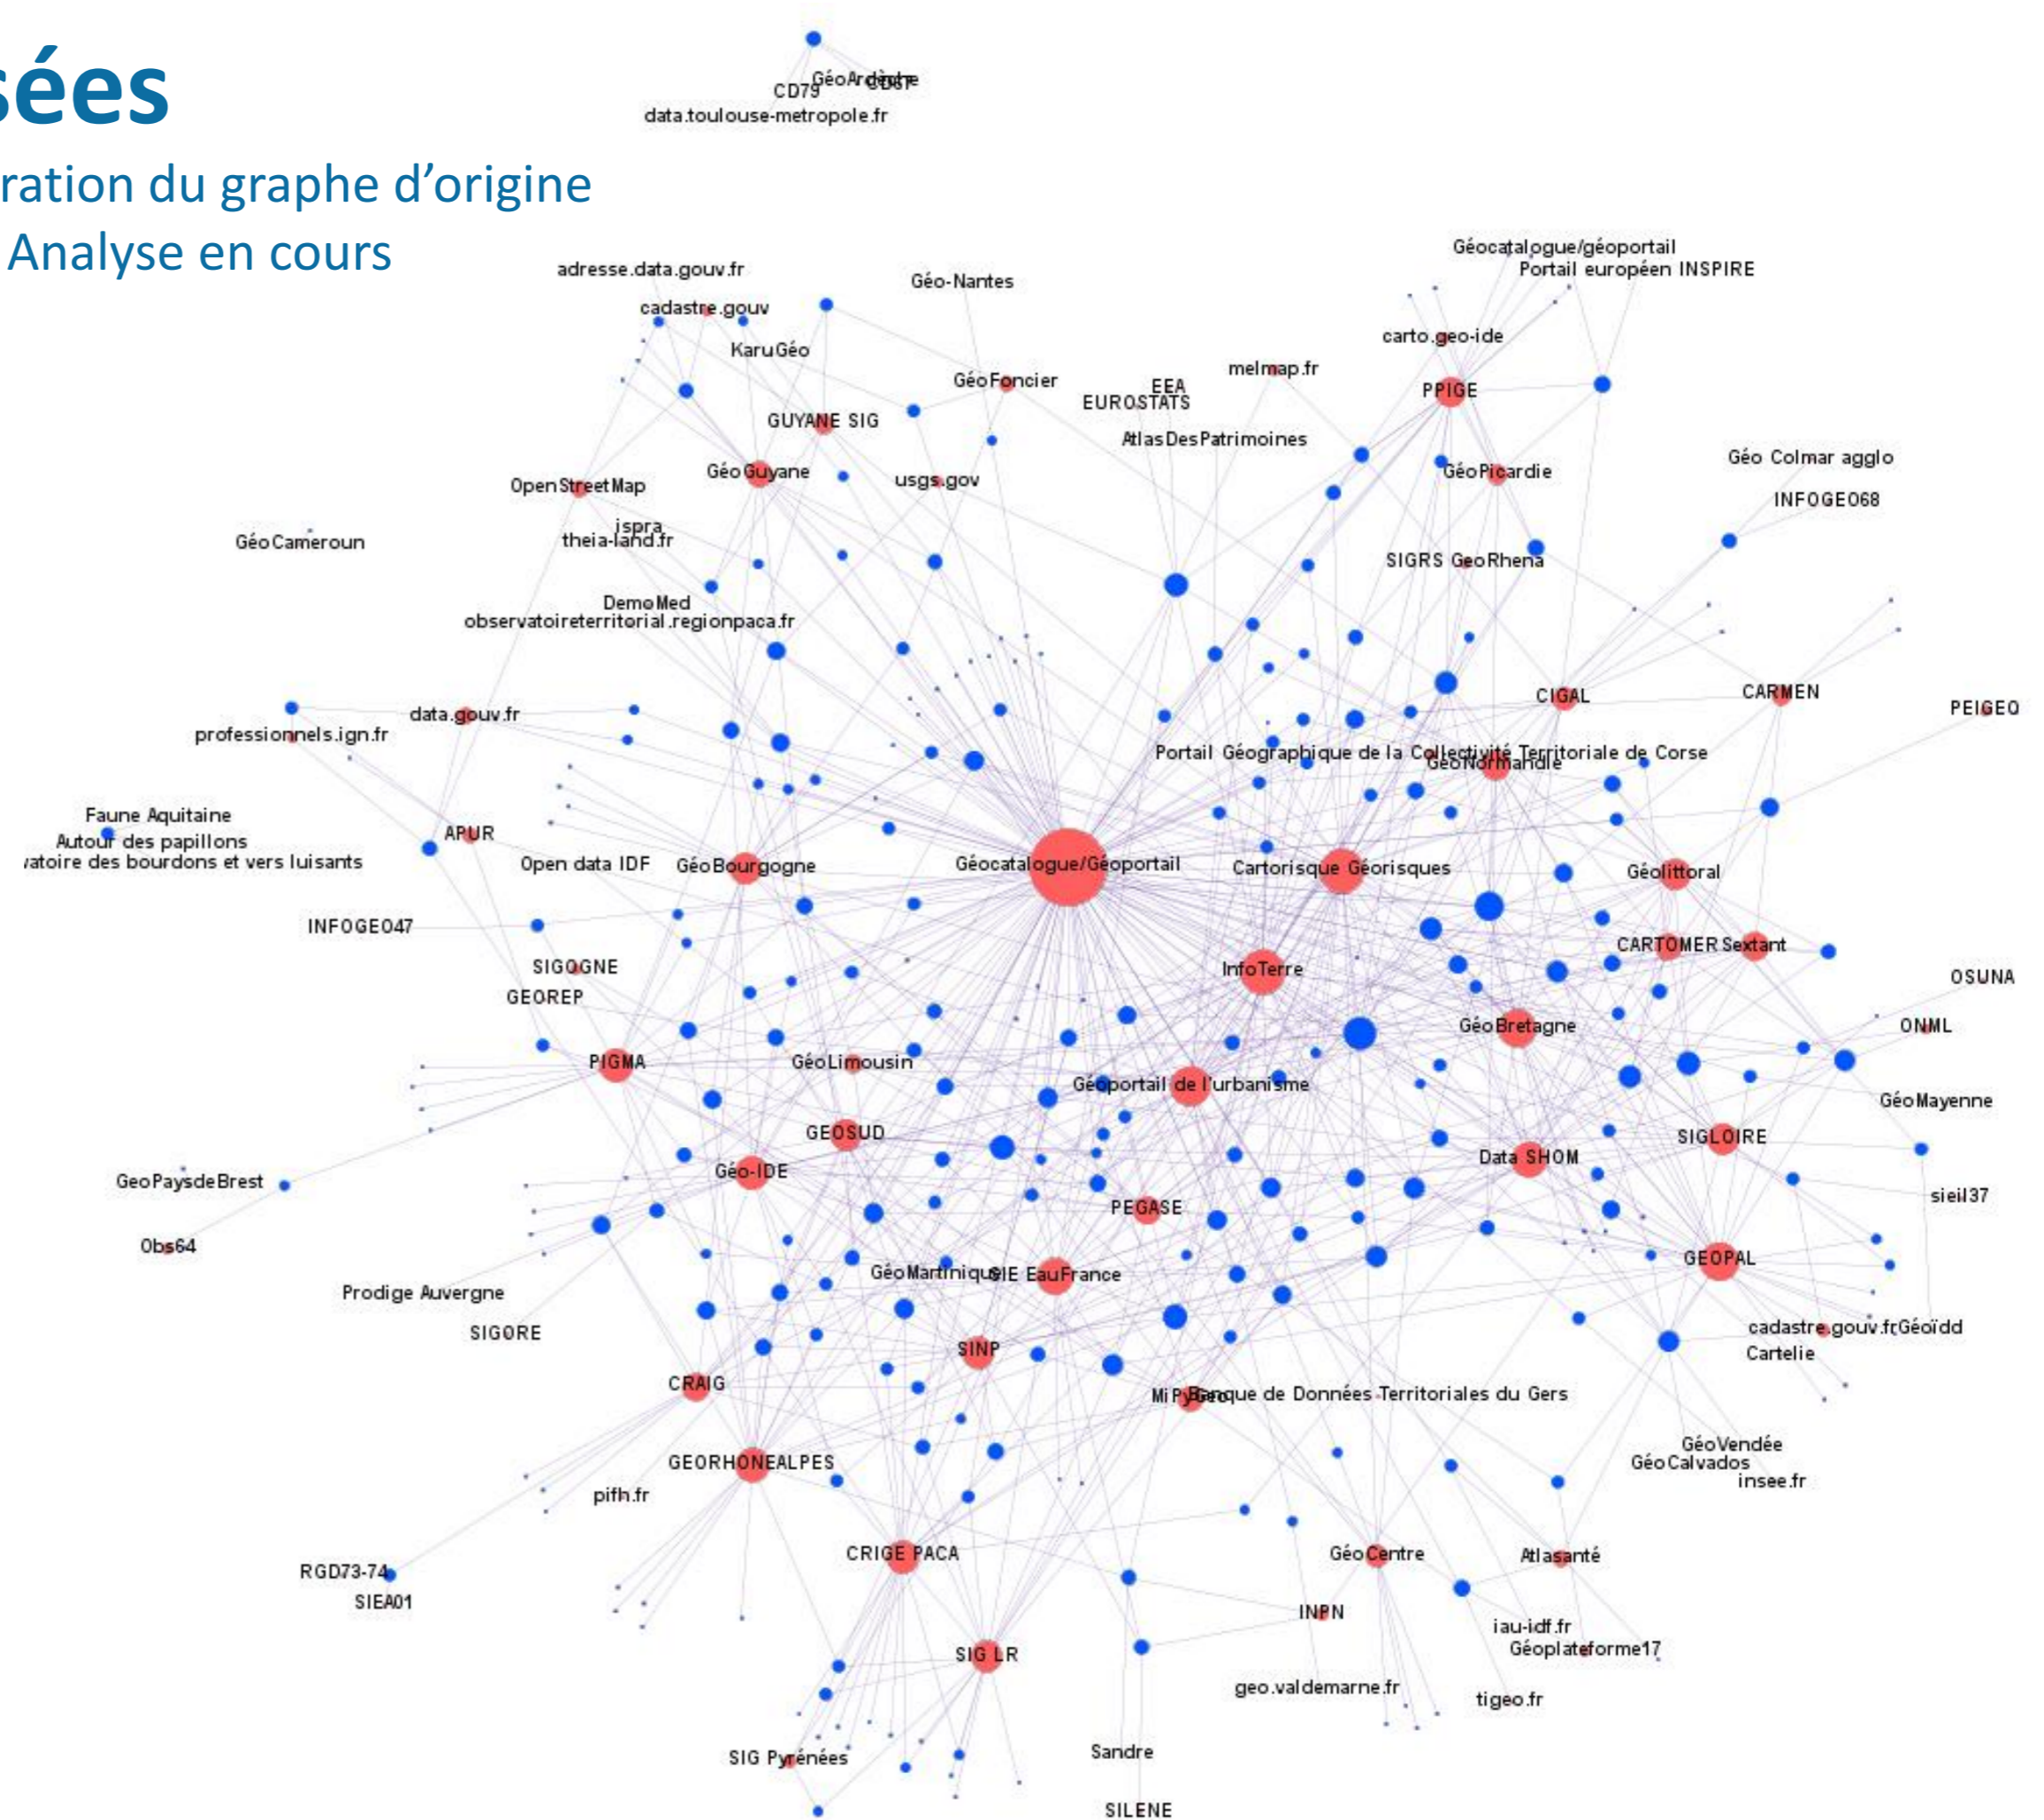 sées
ration du graphe d'origine
Analyse en cours
GéoArdèche
CD79
data.toulouse-metropole.fr
Géocatalogue/géoportail
Portail européen INSPIRE
adresse.data.gouv.fr
Géo-Nantes
cadastre.gouv
carto.geo-ide
KaruGéo
melmap.fr
GéoFoncier
EEA
PPIGE
EUROSTATS
GUYANE SIG
AtlasDesPatrimoines
Géo Colmar agglo
GéoGuyane
GéoPicardie
usgs.gov
OpenStreetMap
INFOGEO68
ispra
theia-land.fr
GéoCameroun
SIGRS GeoRhena
DemoMed
observatoireterritorial.regionpaca.fr
CIGAL
CARMEN
PEIGEO
data.gouv.fr
professionnels.ign.fr
Portail Géographique de la Collectivité Territoriale de Corse
GéoNormandie
Faune Aquitaine
APUR
Autour des papillons
vatoire des bourdons et vers luisants
Open data IDF
GéoBourgogne
Géocatalogue/Géoportail
Cartorisque Géorisques
Géolittoral
INFOGEO47
CARTOMER
Sextant
SIGOGNE
InfoTerre
OSUNA
GEOREP
GéoBretagne
ONML
PIGMA
GéoLimousin
Géoportail de l'urbanisme
GéoMayenne
GEOSUD
SIGLOIRE
Data SHOM
Géo-IDE
GeoPaysdeBrest
sieil37
PEGASE
Obs64
GEOPAL
GéoMartinique
SIE EauFrance
Prodige Auvergne
cadastre.gouv.fr
Géoïdd
SIGORE
SINP
Cartelie
CRAIG
MiPyGeo
Banque de Données Territoriales du Gers
GéoVendée
GEORHONEALPES
GéoCalvados
insee.fr
pifh.fr
CRIGE PACA
GéoCentre
Atlasanté
RGD73-74
SIEA01
INPN
iau-idf.fr
SIG LR
Géoplateforme17
geo.valdemarne.fr
tigeo.fr
Sandre
SIG Pyrénées
SILENE